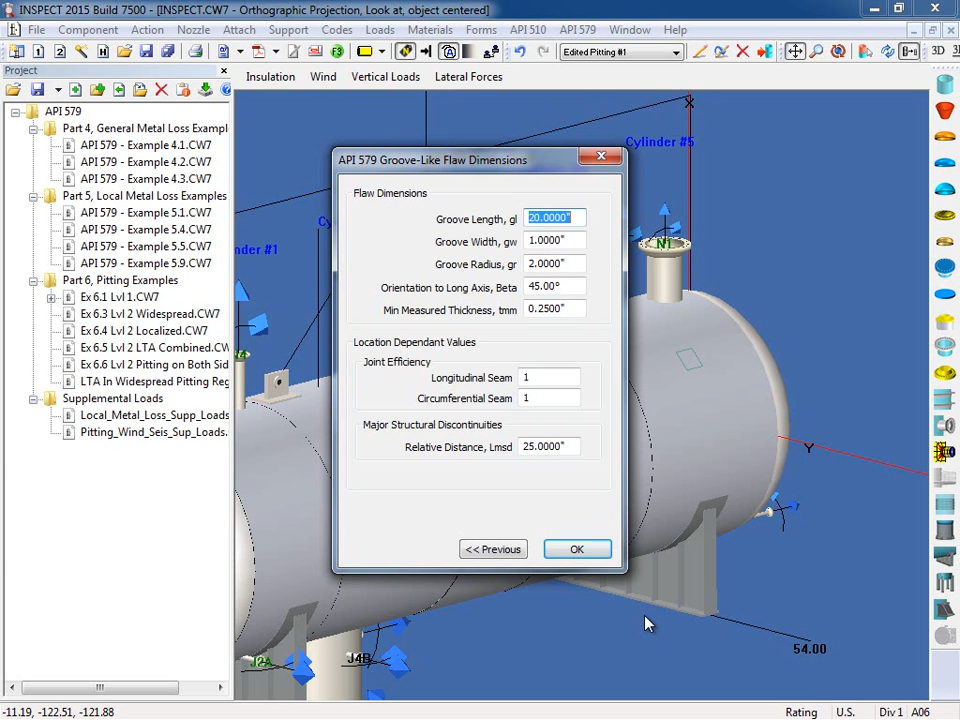 INSPECT 2015 Build 7500 - [INSPECT.CW7 - Orthographic Projection, Look at, object centered]
File Component Action Nozzle Attach Support Codes Loads Materials Forms API 510 API 579 Window Help
Edited Pitting #1
3D
Project
Insulation Wind Vertical Loads Lateral Forces
API 579
Part 4, General Metal Loss Exampl
API 579 - Example 4.1.CW7
API 579 - Example 4.2.CW7
API 579 - Example 4.3.CW7
Part 5, Local Metal Loss Examples
API 579 - Example 5.1.CW7
API 579 - Example 5.4.CW7
API 579 - Example 5.5.CW7
API 579 - Example 5.9.CW7
Part 6, Pitting Examples
Ex 6.1 Lvl 1.CW7
Ex 6.3 Lvl 2 Widespread.CW7
Ex 6.4 Lvl 2 Localized.CW7
Ex 6.5 Lvl 2 LTA Combined.CW
Ex 6.6 Lvl 2 Pitting on Both Side
LTA In Widespread Pitting Reg
Supplemental Loads
Local_Metal_Loss_Supp_Loads
Pitting_Wind_Seis_Sup_Loads.
X
Cylinder #5
Cy
nder #1
N1
Y
J2A
J4B
54.00
API 579 Groove-Like Flaw Dimensions
Flaw Dimensions
Groove Length, gl 20.0000"
Groove Width, gw 1.0000"
Groove Radius, gr 2.0000"
Orientation to Long Axis, Beta 45.00°
Min Measured Thickness, tmm 0.2500"
Location Dependant Values
Joint Efficiency
Longitudinal Seam 1
Circumferential Seam 1
Major Structural Discontinuities
Relative Distance, Lmsd 25.0000"
<< Previous OK
-11.19, -122.51, -121.88 Rating U.S. Div 1 A06